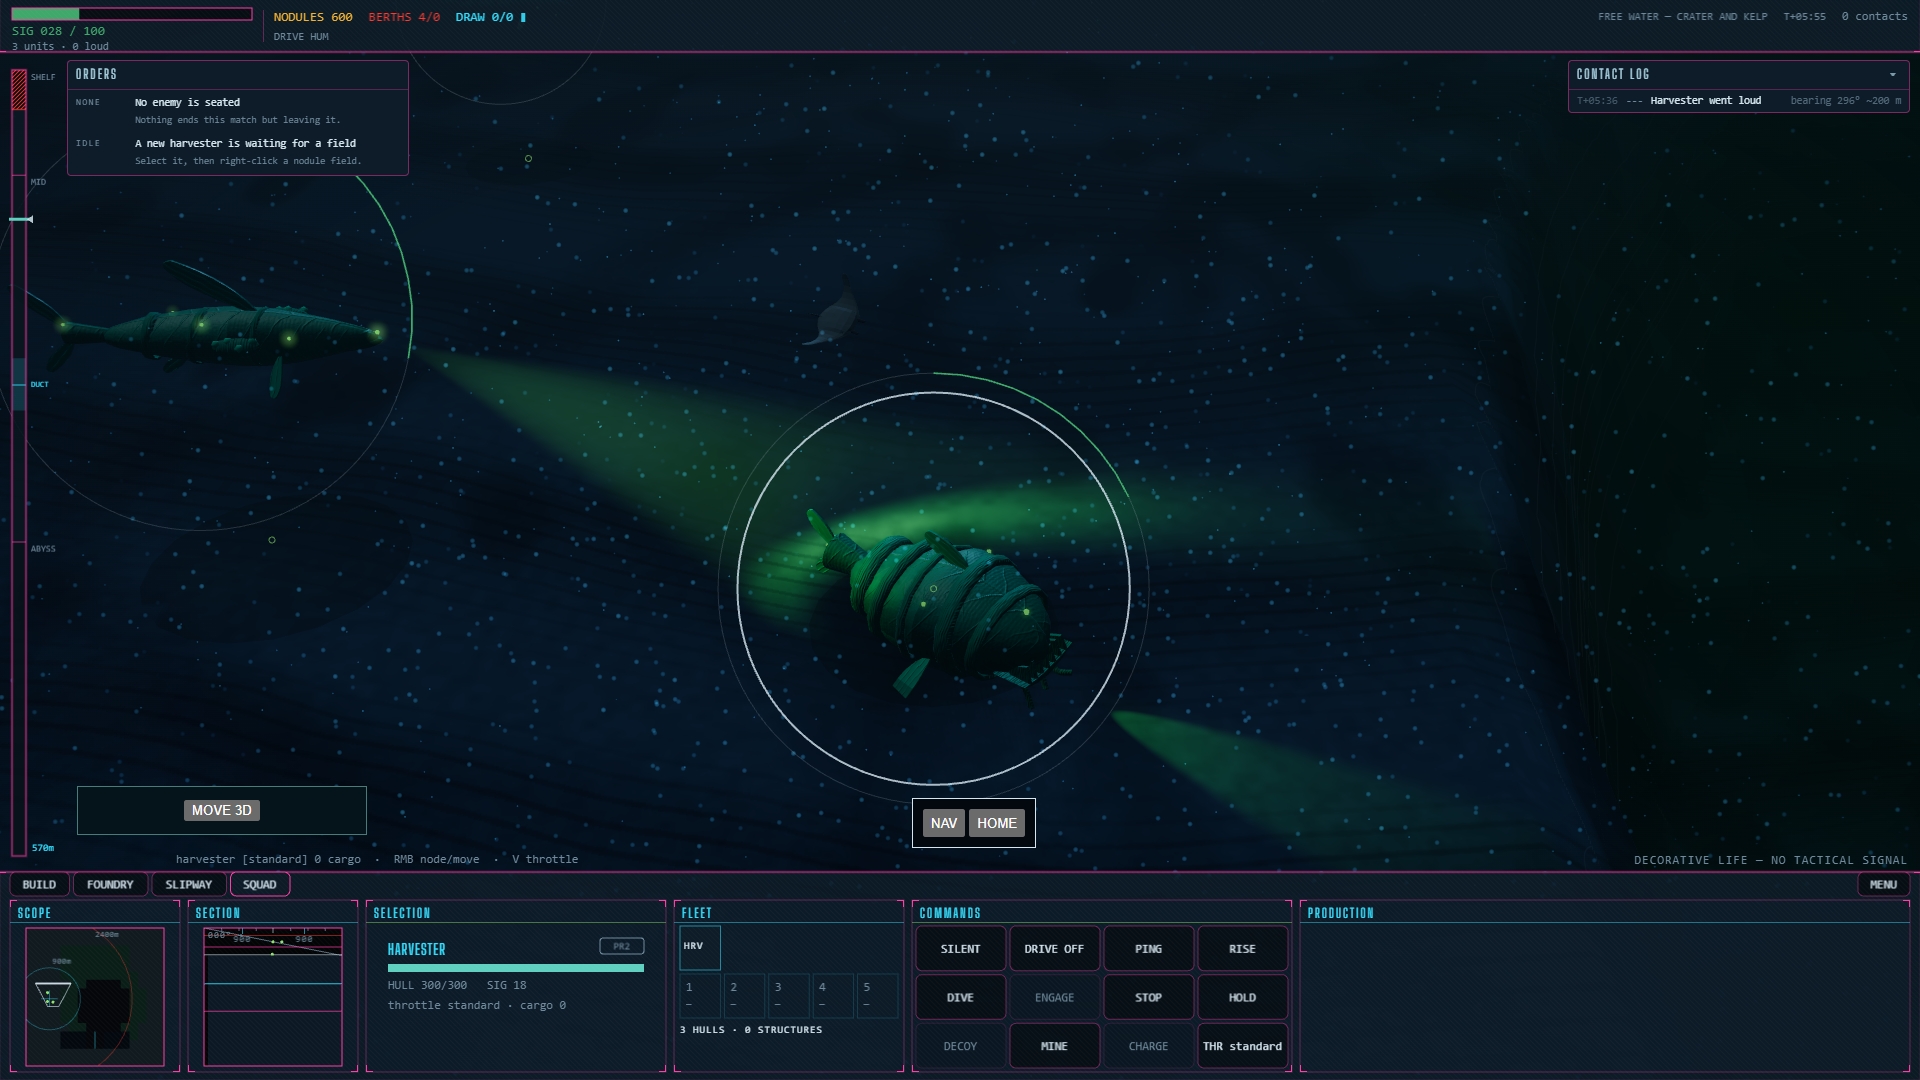 SIG 028 / 100
3 units · 0 loud
NODULES 600 BERTHS 4/0 DRAW 0/0
DRIVE HUM
FREE WATER — CRATER AND KELP T+05:55 0 contacts
SHELF
MID
DUCT
ABYSS
570m
ORDERS
NONE No enemy is seated
Nothing ends this match but leaving it.
IDLE A new harvester is waiting for a field
Select it, then right-click a nodule field.
CONTACT LOG
T+05:36 --- Harvester went loud bearing 296° ~200 m
MOVE 3D
NAV HOME
harvester [standard] 0 cargo · RMB node/move · V throttle
DECORATIVE LIFE — NO TACTICAL SIGNAL
BUILD FOUNDRY SLIPWAY SQUAD MENU
SCOPE
2400m
900m
SECTION
000°
900 900
SELECTION
HARVESTER PR2
HULL 300/300 SIG 18
throttle standard · cargo 0
FLEET
HRV
1 2 3 4 5
– – – – –
3 HULLS · 0 STRUCTURES
COMMANDS
SILENT DRIVE OFF PING RISE
DIVE ENGAGE STOP HOLD
DECOY MINE CHARGE THR standard
PRODUCTION